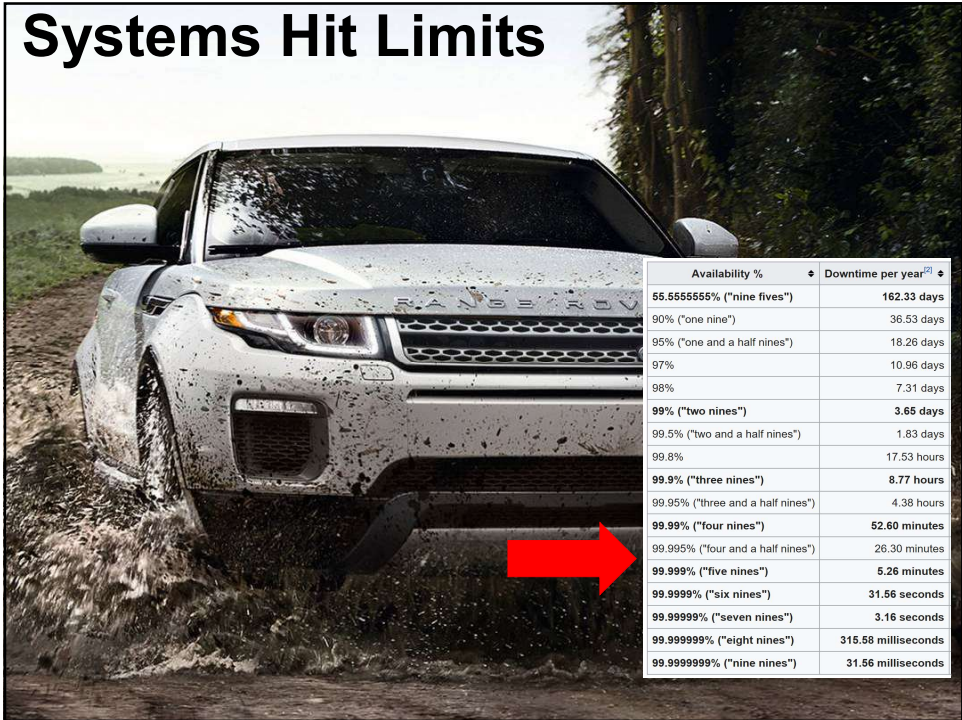 Systems Hit Limits
RANGE ROV
Availability % Downtime per year[2]
55.5555555% ("nine fives") 162.33 days
90% ("one nine") 36.53 days
95% ("one and a half nines") 18.26 days
97% 10.96 days
98% 7.31 days
99% ("two nines") 3.65 days
99.5% ("two and a half nines") 1.83 days
99.8% 17.53 hours
99.9% ("three nines") 8.77 hours
99.95% ("three and a half nines") 4.38 hours
99.99% ("four nines") 52.60 minutes
99.995% ("four and a half nines") 26.30 minutes
99.999% ("five nines") 5.26 minutes
99.9999% ("six nines") 31.56 seconds
99.99999% ("seven nines") 3.16 seconds
99.999999% ("eight nines") 315.58 milliseconds
99.9999999% ("nine nines") 31.56 milliseconds